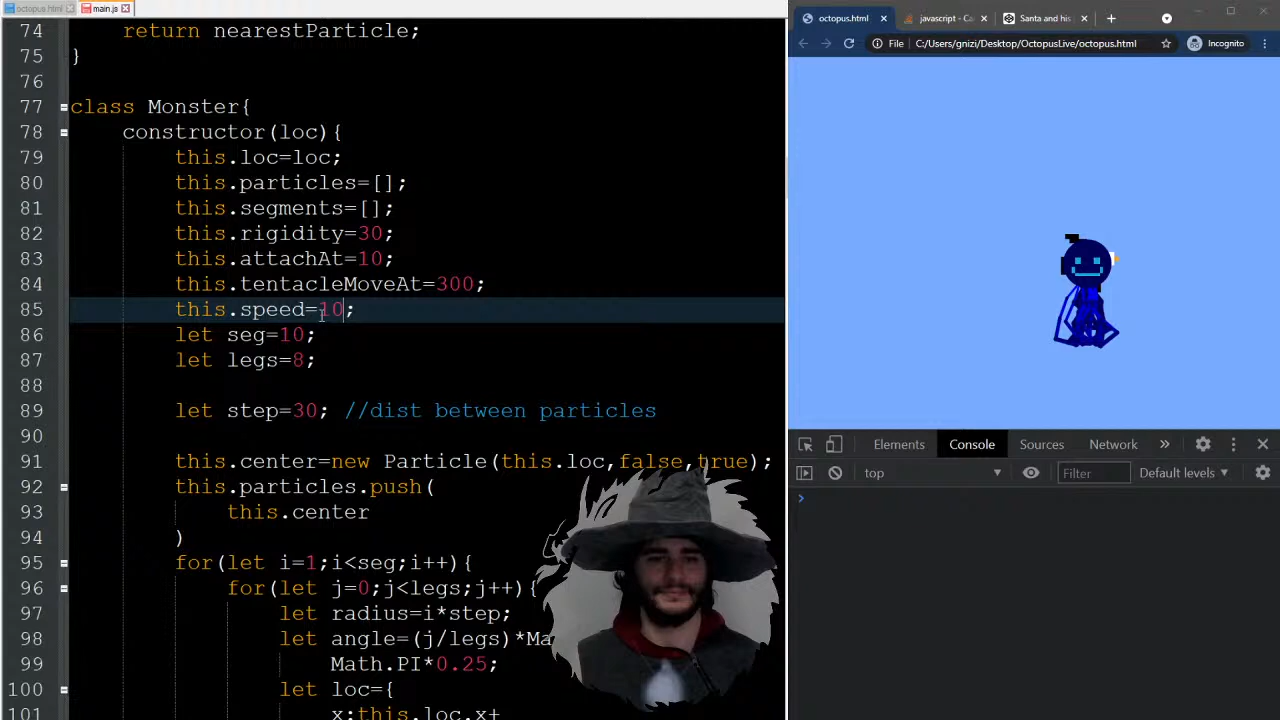 octopus.html
main.js
74 return nearestParticle;
75 }
76
77 class Monster{
78 constructor(loc){
79 this.loc=loc;
80 this.particles=[];
81 this.segments=[];
82 this.rigidity=30;
83 this.attachAt=10;
84 this.tentacleMoveAt=300;
85 this.speed=10;
86 let seg=10;
87 let legs=8;
88
89 let step=30; //dist between particles
90
91 this.center=new Particle(this.loc,false,true);
92 this.particles.push(
93 this.center
94 )
95 for(let i=1;i<seg;i++){
96 for(let j=0;j<legs;j++){
97 let radius=i*step;
98 let angle=(j/legs)*Ma
99 Math.PI*0.25;
100 let loc={
101 x:this.loc.x+
octopus.html
javascript - Ca
Santa and his
File C:/Users/gnizi/Desktop/OctopusLive/octopus.html
Incognito
Elements Console Sources Network
top Filter Default levels